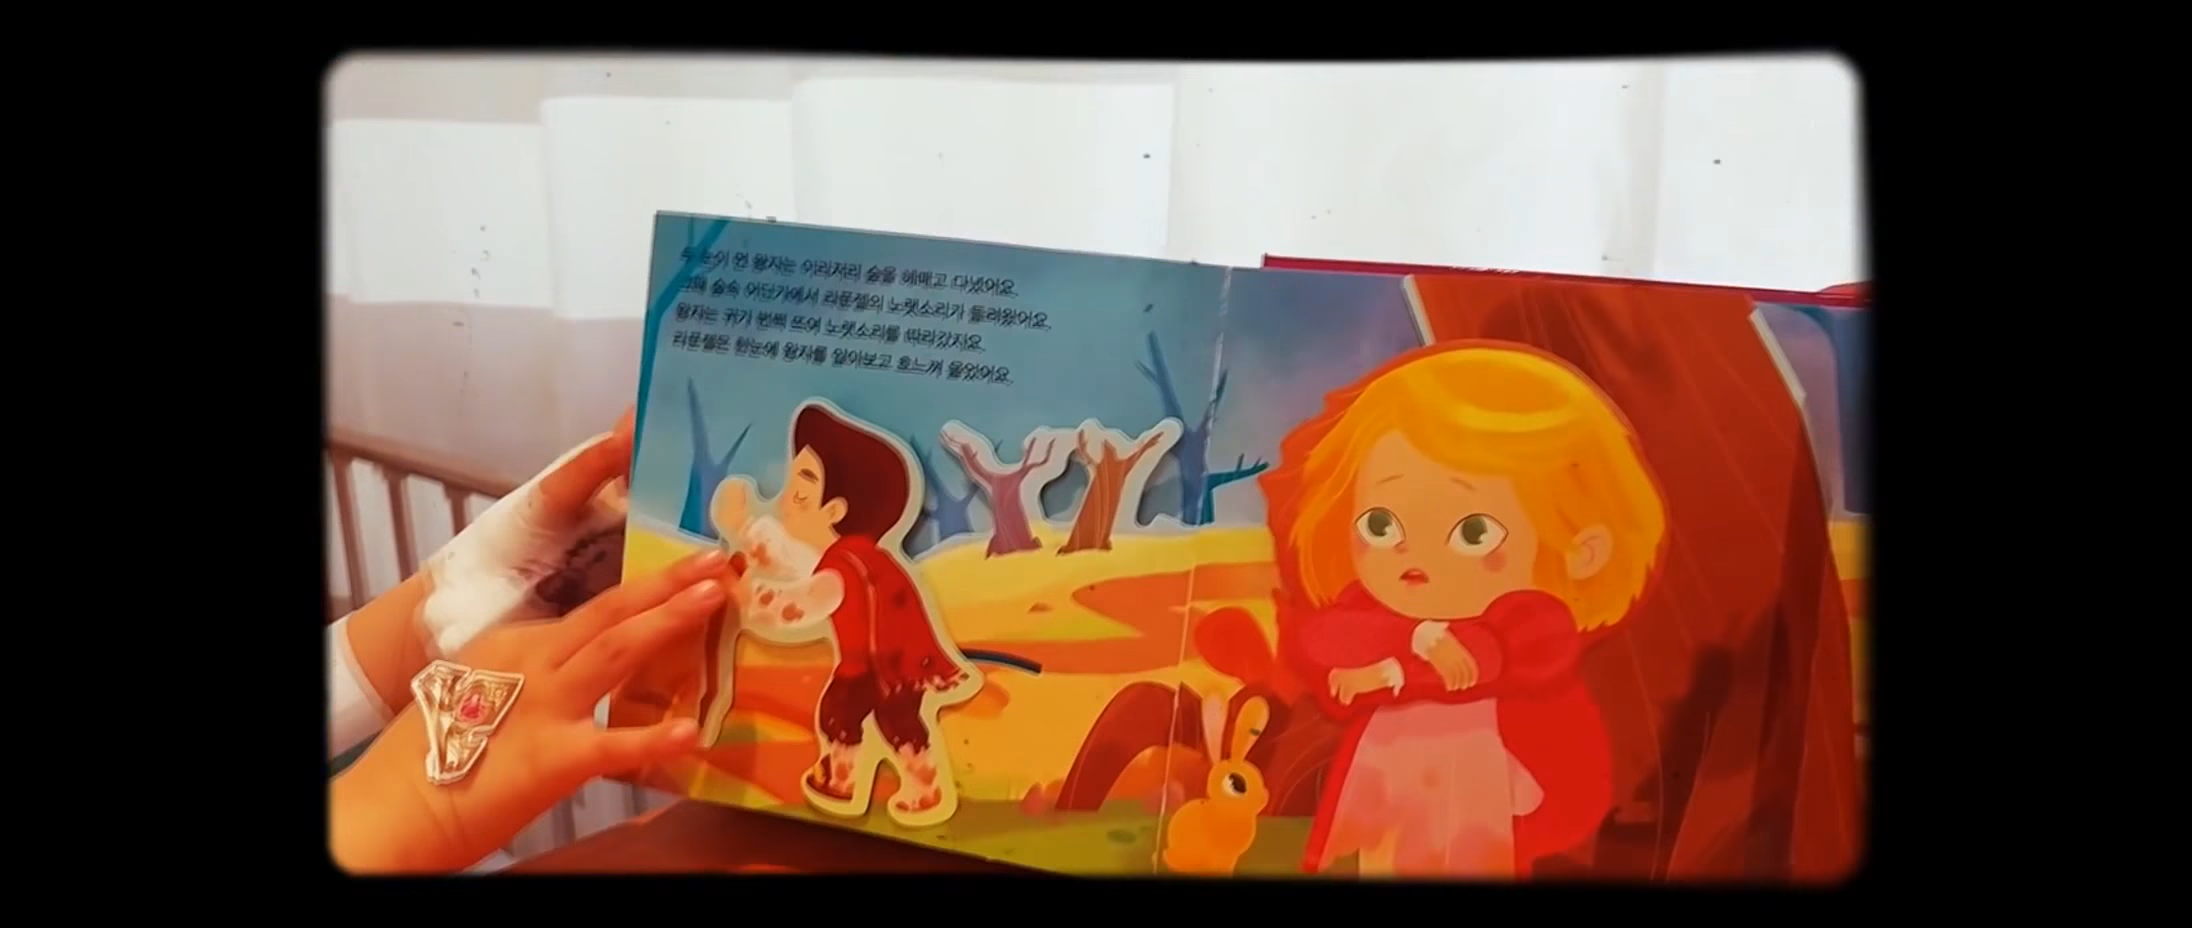 두 눈이 먼 왕자는 이리저리 숲을 헤매고 다녔어요.
그때 숲속 어딘가에서 라푼젤의 노랫소리가 들려왔어요.
왕자는 귀가 번쩍 뜨여 노랫소리를 따라갔지요.
라푼젤은 한눈에 왕자를 알아보고 흐느껴 울었어요.